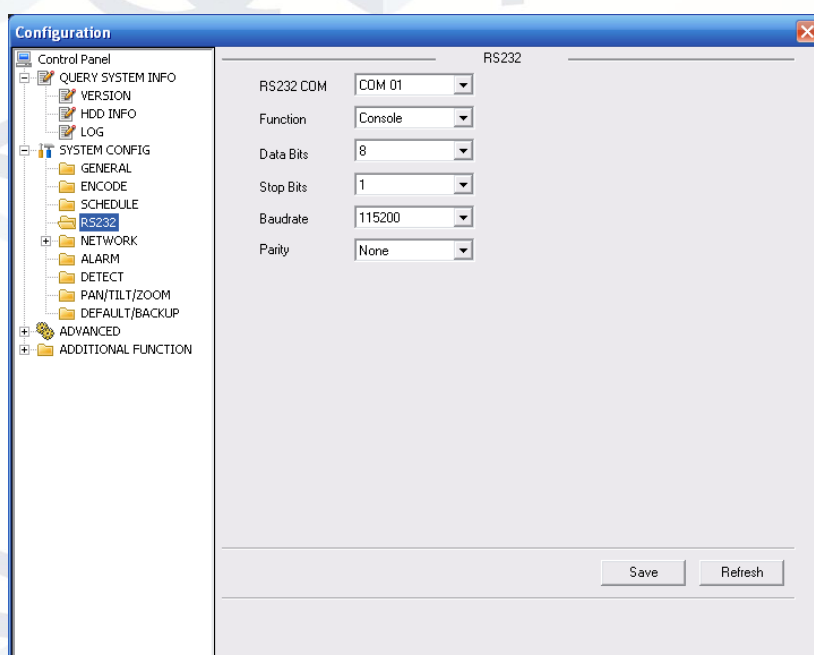 Configuration
Control Panel
QUERY SYSTEM INFO
VERSION
HDD INFO
LOG
SYSTEM CONFIG
GENERAL
ENCODE
SCHEDULE
RS232
NETWORK
ALARM
DETECT
PAN/TILT/ZOOM
DEFAULT/BACKUP
ADVANCED
ADDITIONAL FUNCTION
RS232
RS232 COM COM 01
Function Console
Data Bits 8
Stop Bits 1
Baudrate 115200
Parity None
Save Refresh